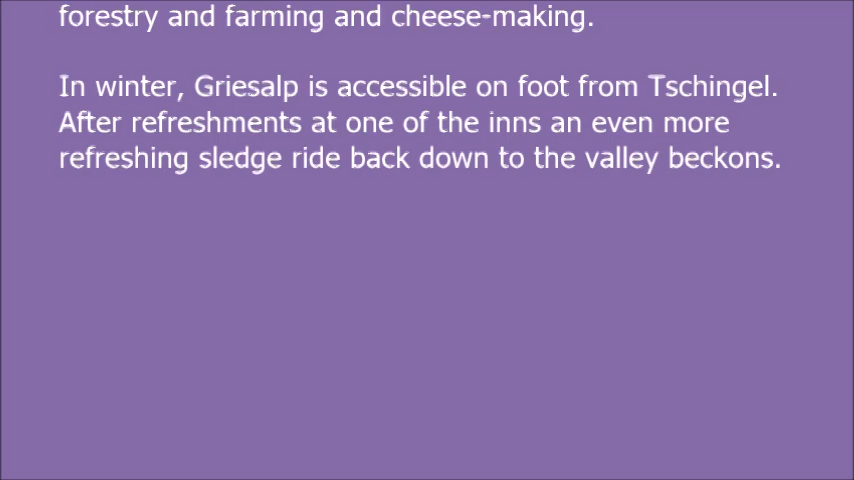 forestry and farming and cheese-making.
In winter, Griesalp is accessible on foot from Tschingel.
After refreshments at one of the inns an even more
refreshing sledge ride back down to the valley beckons.